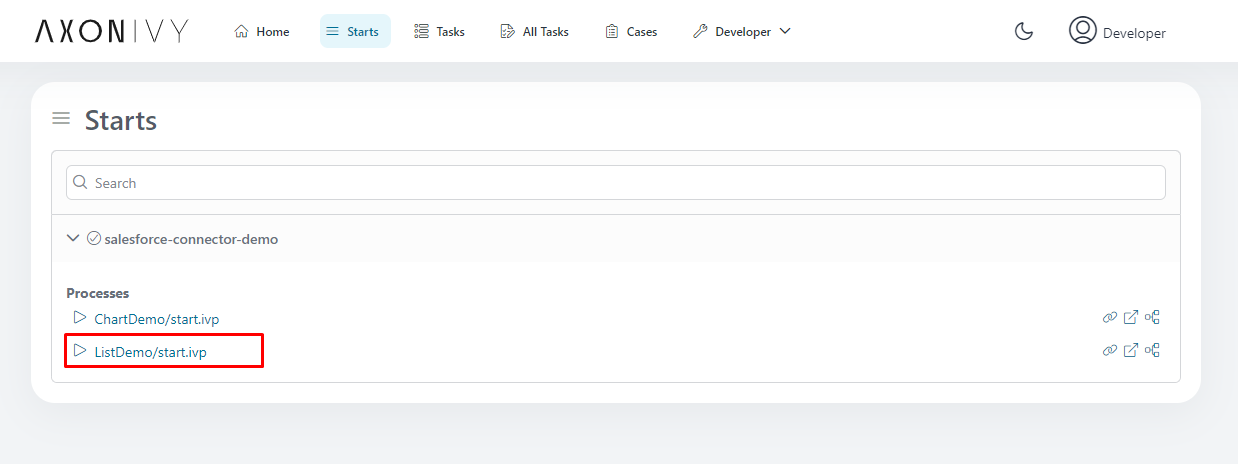 AXONIVY Home Starts Tasks All Tasks Cases Developer Developer
Starts
Search
salesforce-connector-demo
Processes
ChartDemo/start.ivp
ListDemo/start.ivp